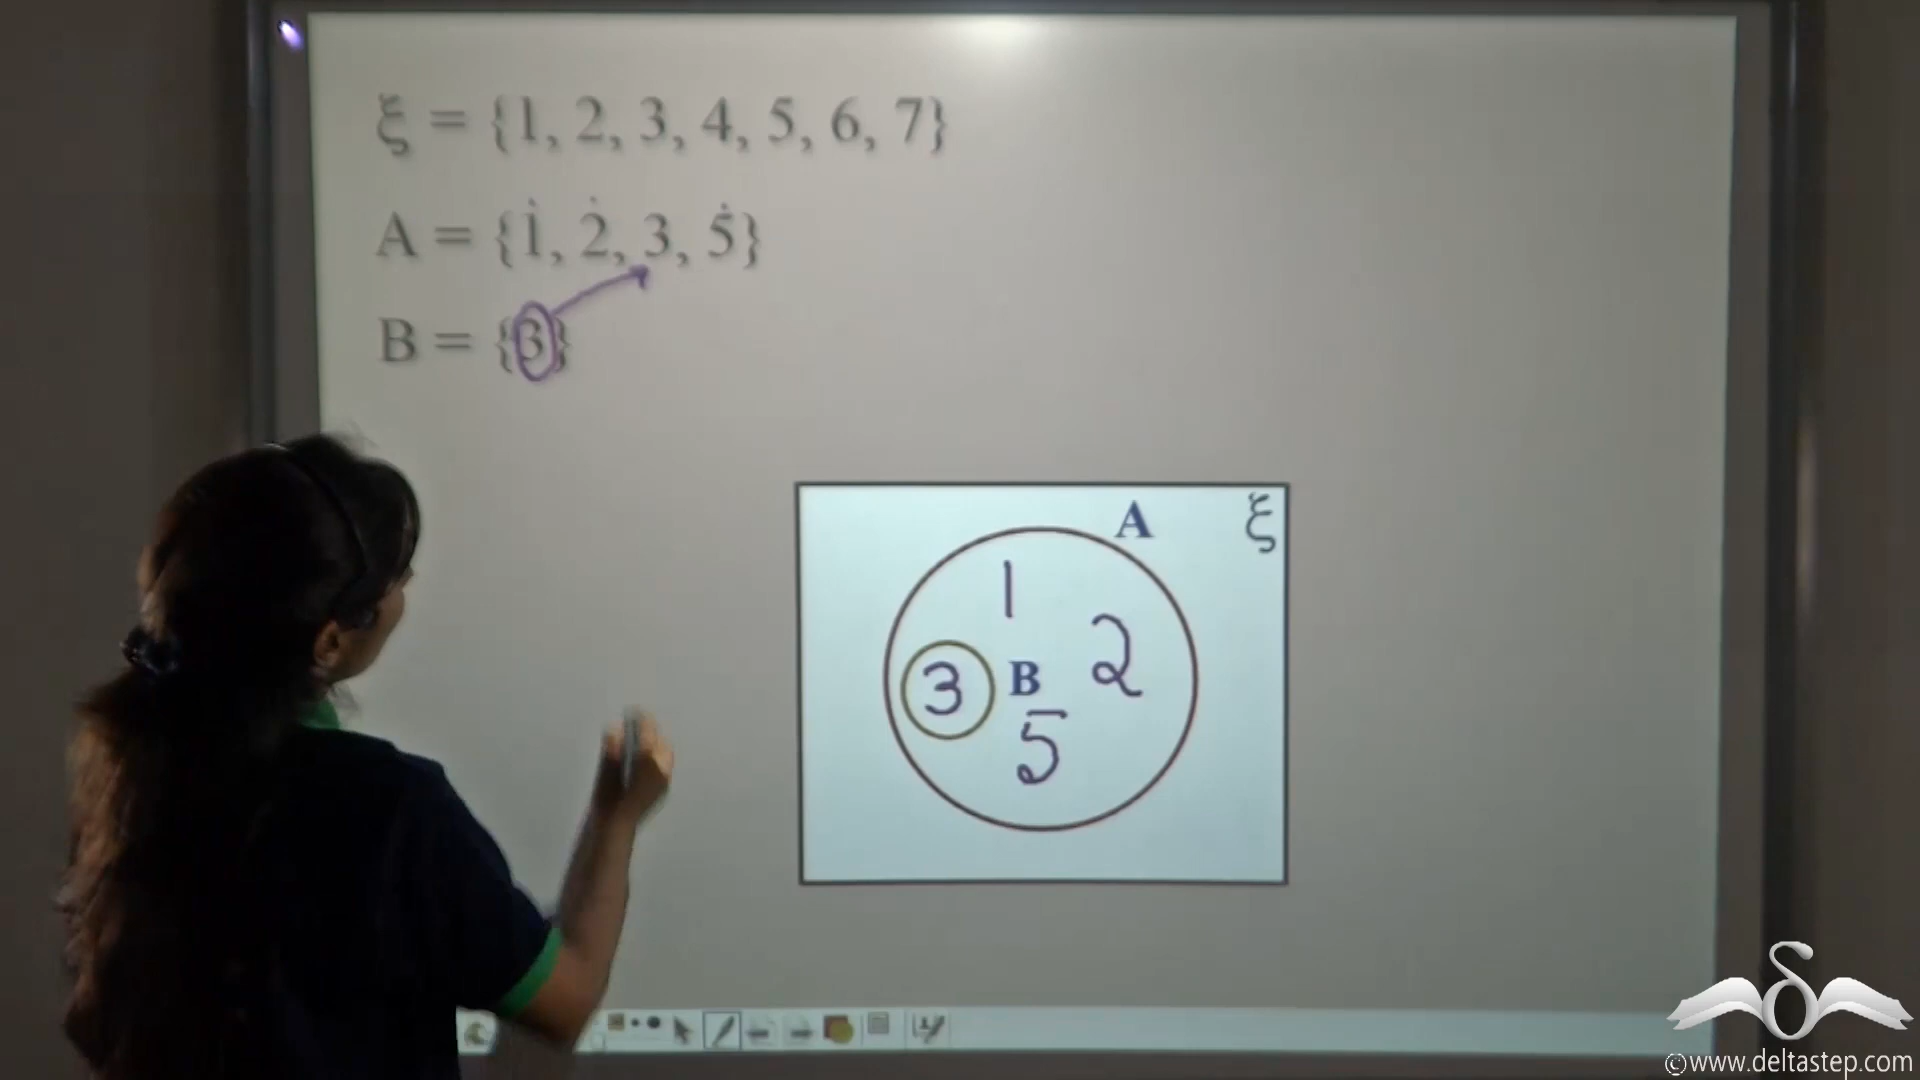 ξ = {1, 2, 3, 4, 5, 6, 7}
A = {1, 2, 3, 5}
B = {3}
A ξ
1
3 B 2
5
©www.deltastep.com